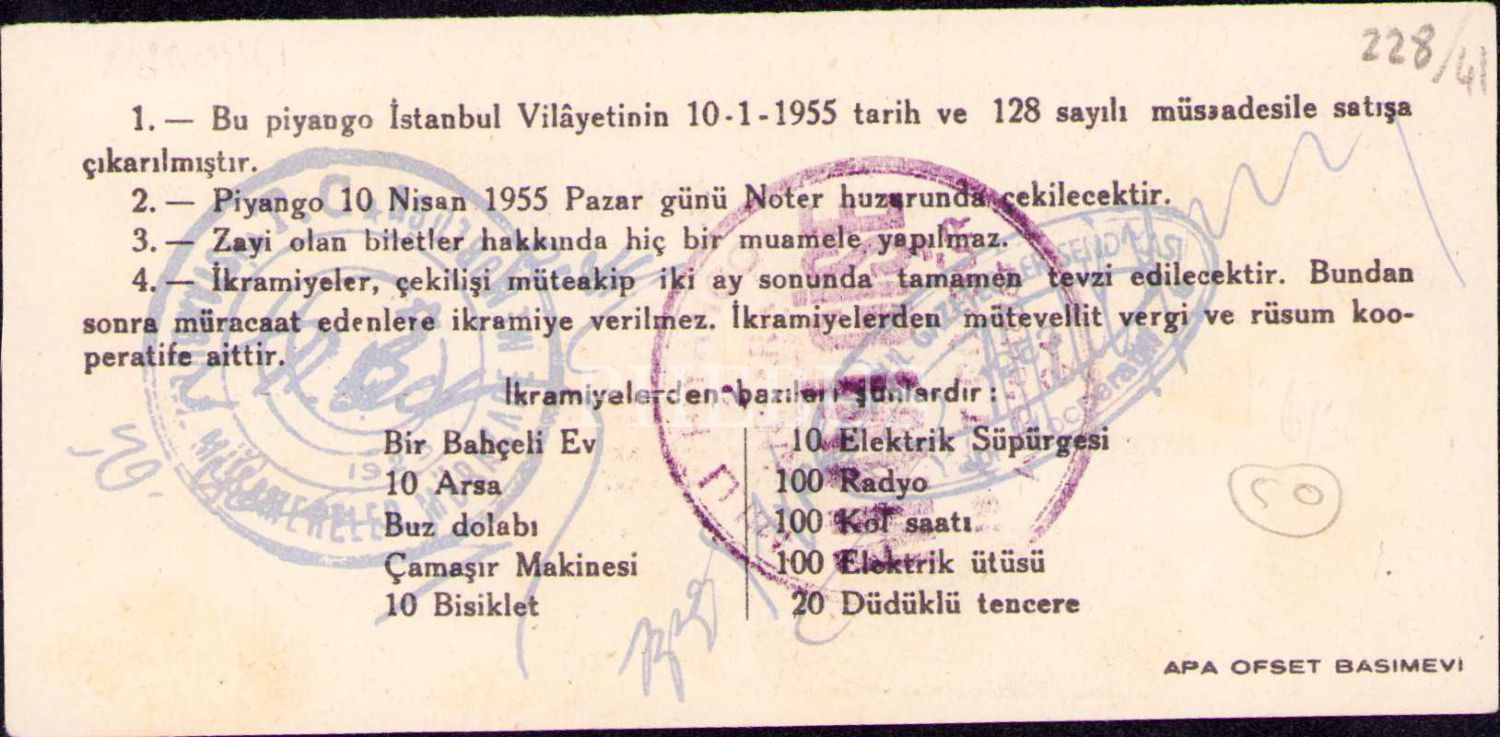 228/41
1. — Bu piyango İstanbul Vilâyetinin 10-1-1955 tarih ve 128 sayılı müsaadesile satışa
çıkarılmıştır.
2. — Piyango 10 Nisan 1955 Pazar günü Noter huzurunda çekilecektir.
3. — Zayi olan biletler hakkında hiç bir muamele yapılmaz.
4. — İkramiyeler, çekilişi müteakip iki ay sonunda tamamen tevzi edilecektir. Bundan
sonra müracaat edenlere ikramiye verilmez. İkramiyelerden mütevellit vergi ve rüsum koo-
peratife aittir.
İkramiyelerden bazıları şunlardır:
Bir Bahçeli Ev
10 Arsa
Buz dolabı
Çamaşır Makinesi
10 Bisiklet
10 Elektrik Süpürgesi
100 Radyo
100 Kol saatı
100 Elektrik ütüsü
20 Düdüklü tencere
50
APA OFSET BASIMEVİ